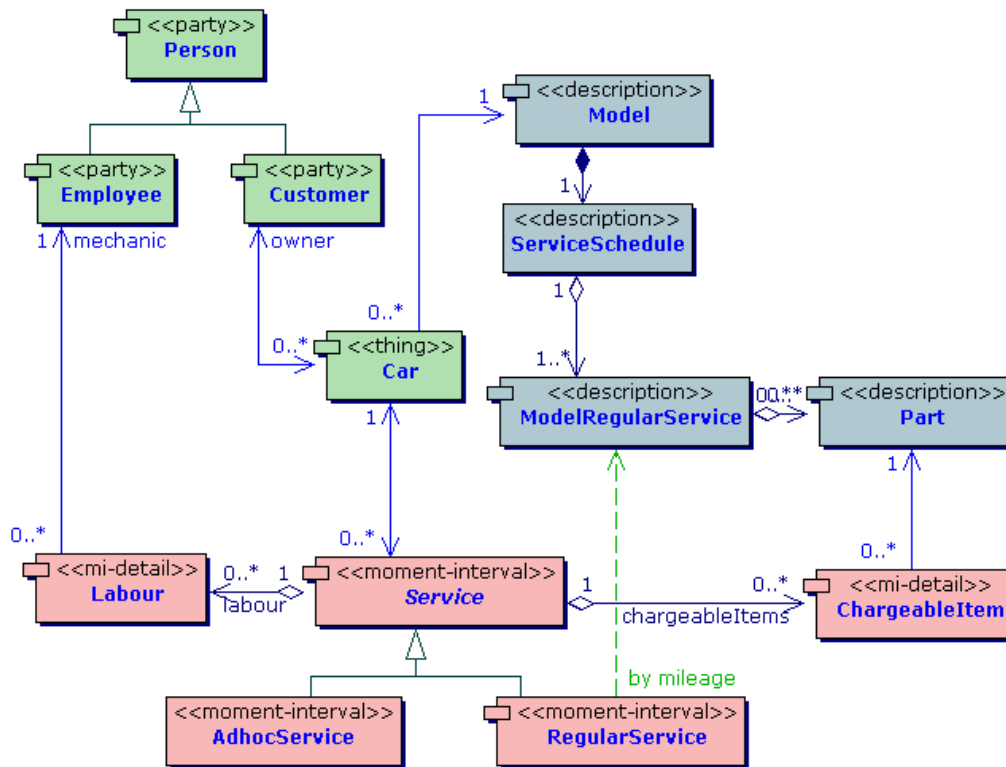 <<party>>
Person
<<description>>
Model
1
<<party>>
Employee
<<party>>
Customer
1
<<description>>
ServiceSchedule
1 mechanic
owner
1
0..*
0..*
1..*
<<thing>>
Car
<<description>>
ModelRegularService
<<description>>
Part
1
1
0..*
0..*
0..*
<<mi-detail>>
Labour
0..*
1
labour
<<moment-interval>>
Service
1
0..*
chargeableItems
<<mi-detail>>
ChargeableItem
by mileage
<<moment-interval>>
AdhocService
<<moment-interval>>
RegularService